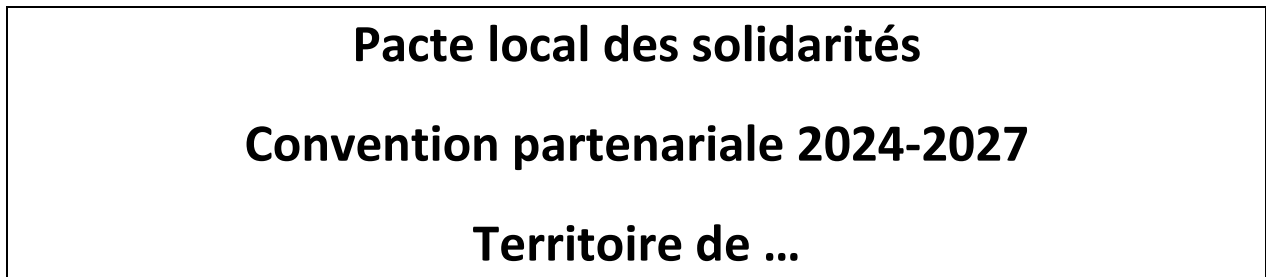 Pacte local des solidarités
Convention partenariale 2024-2027
Territoire de …